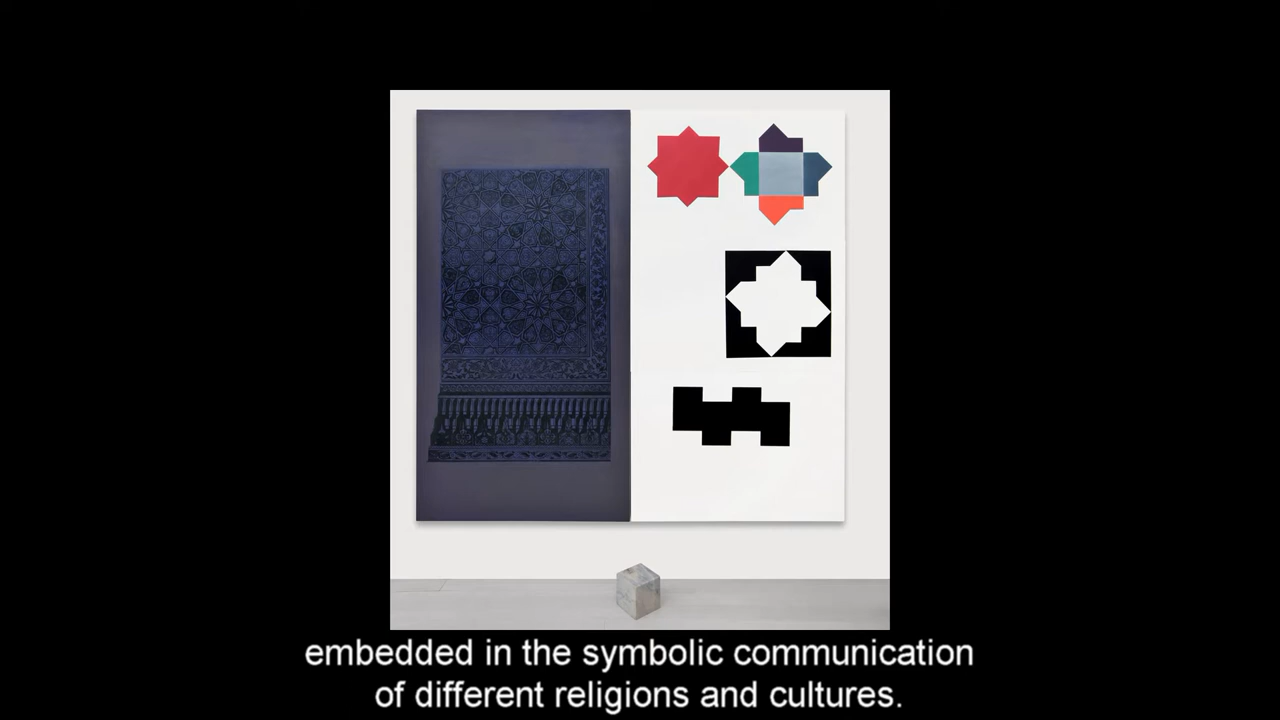 embedded in the symbolic communication
of different religions and cultures.